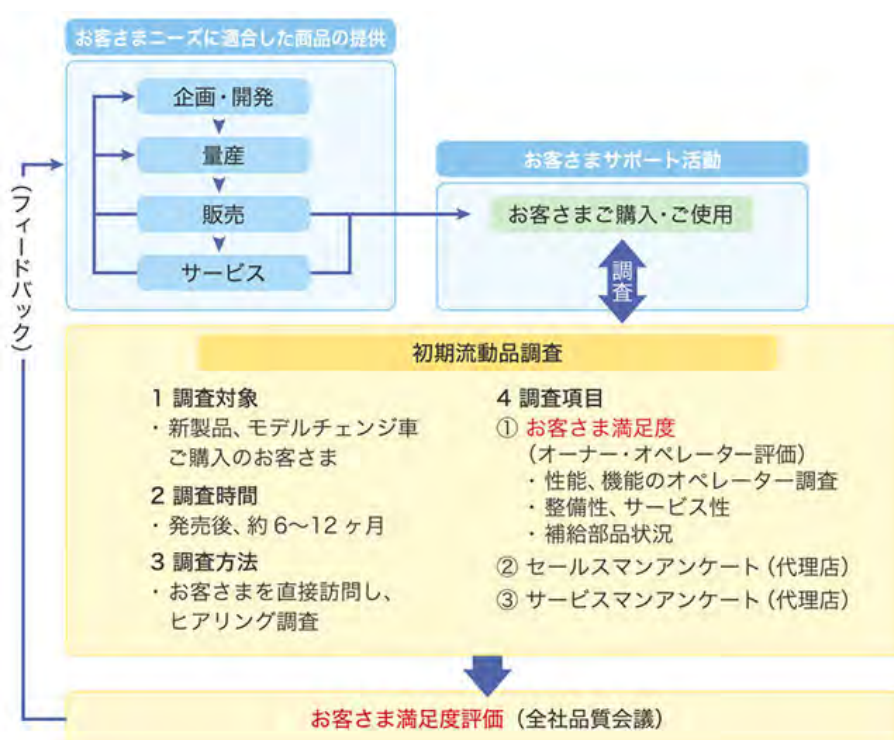 お客さまニーズに適合した商品の提供
企画・開発
量産
販売
サービス
お客さまサポート活動
お客さまご購入・ご使用
調査
（フィードバック）
初期流動品調査
1 調査対象
・新製品、モデルチェンジ車
ご購入のお客さま
2 調査時間
・発売後、約6〜12ヶ月
3 調査方法
・お客さまを直接訪問し、
ヒアリング調査
4 調査項目
① お客さま満足度
（オーナー・オペレーター評価）
・性能、機能のオペレーター調査
・整備性、サービス性
・補給部品状況
② セールスマンアンケート（代理店）
③ サービスマンアンケート（代理店）
お客さま満足度評価（全社品質会議）